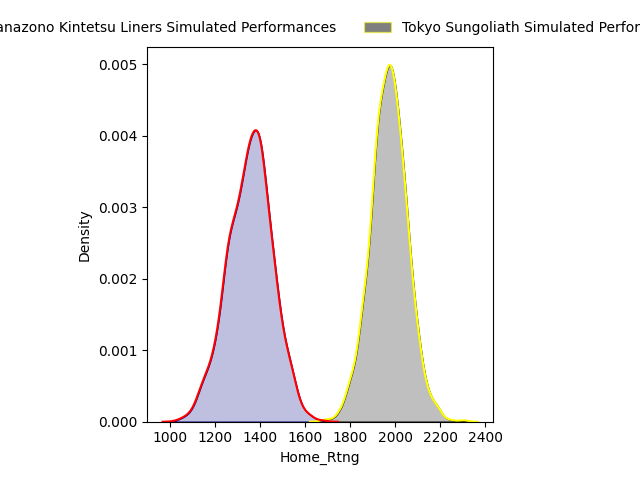 anazono Kintetsu Liners Simulated Performances Tokyo Sungoliath Simulated Perfor
0.005
0.004
0.003
0.002
0.001
0.000
Density
1000 1200 1400 1600 1800 2000 2200 2400
Home_Rtng